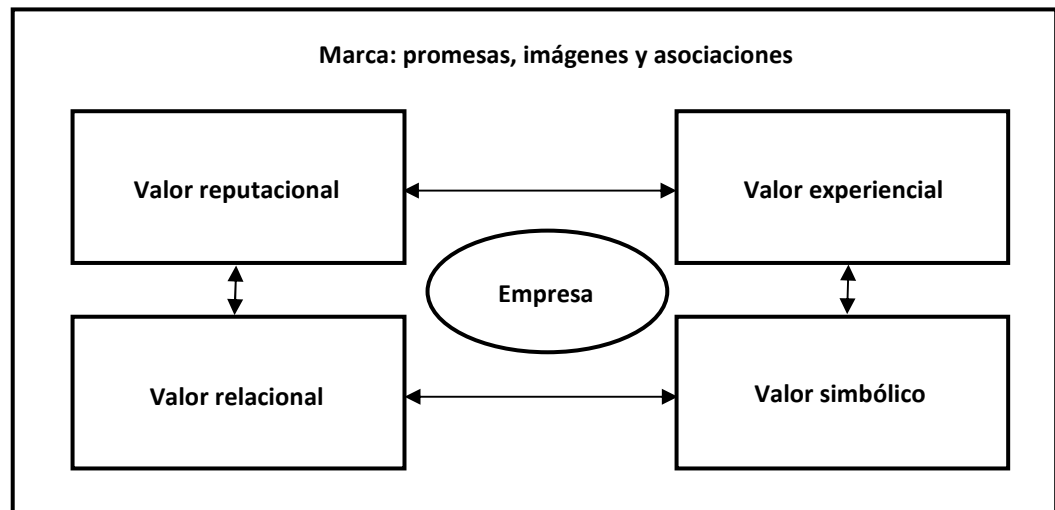 Marca: promesas, imágenes y asociaciones
Valor reputacional
Valor experiencial
Empresa
Valor relacional
Valor simbólico